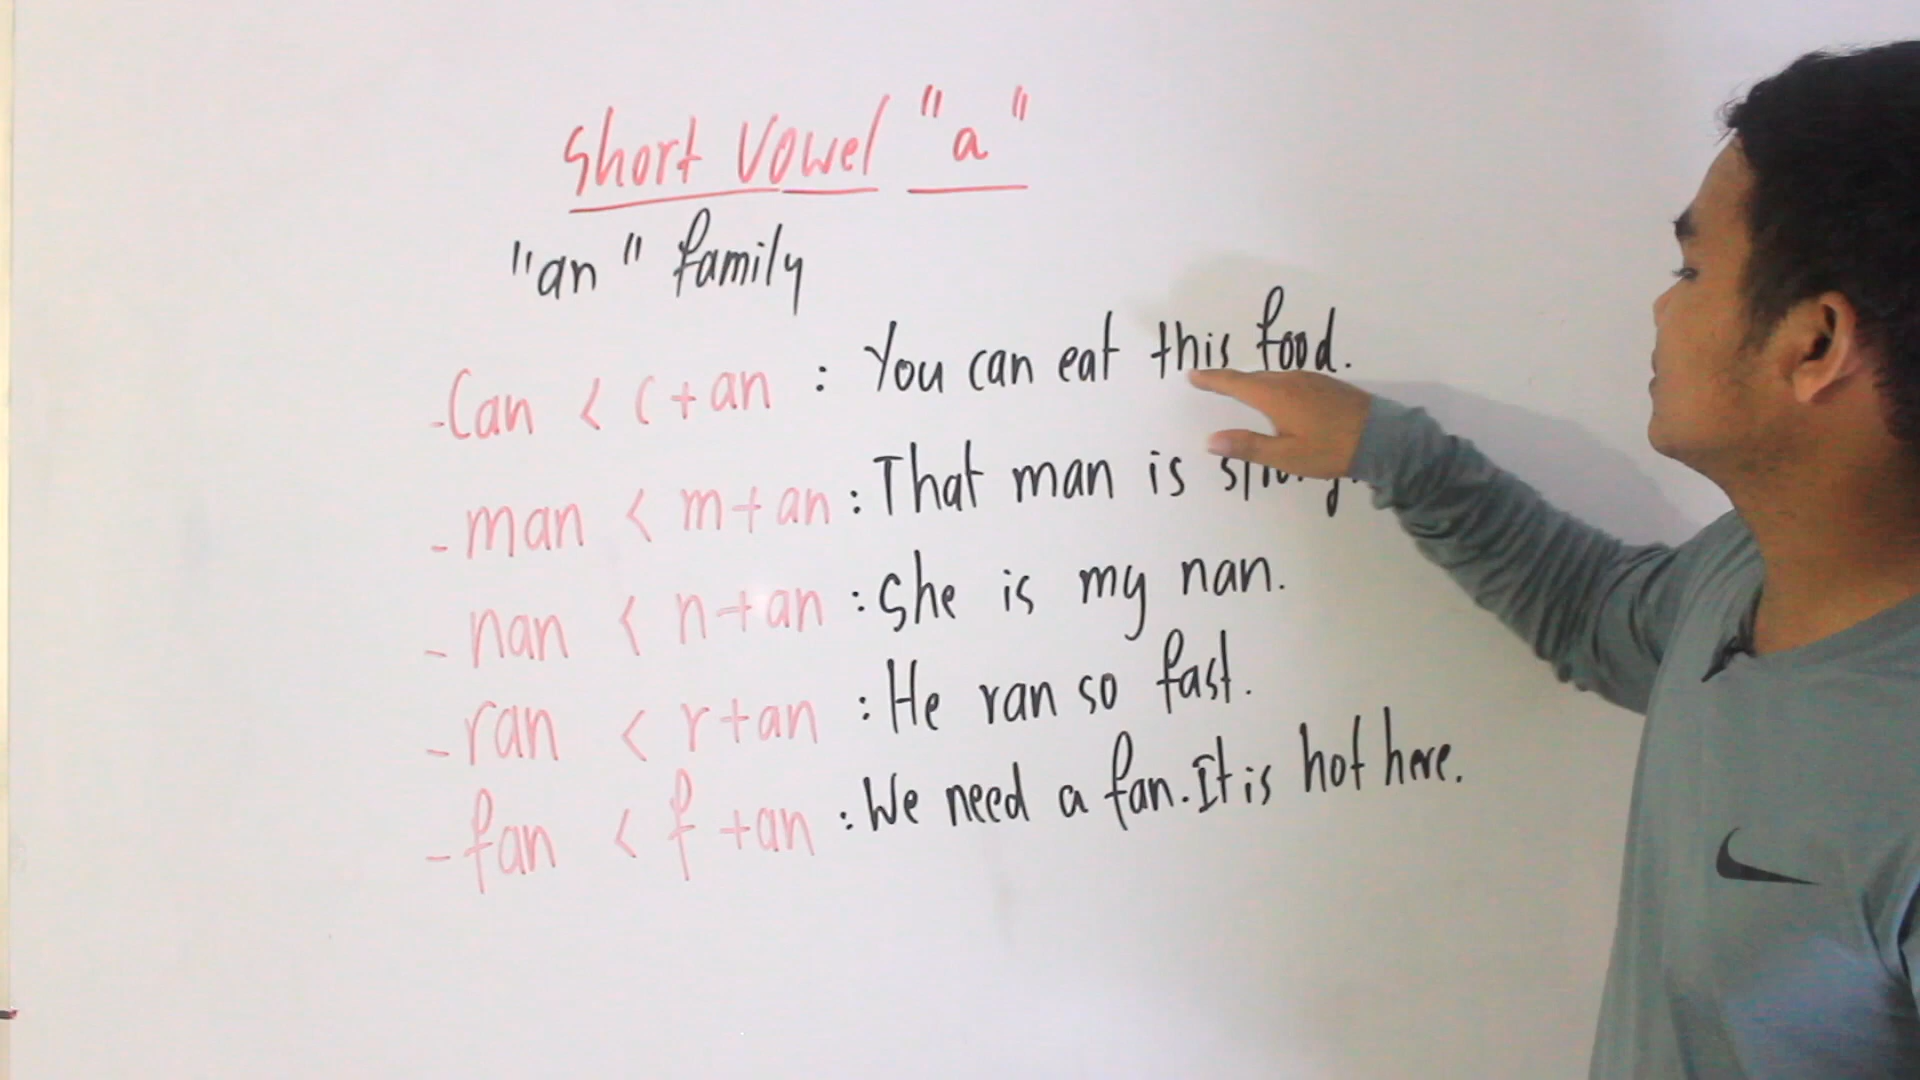 Short Vowel "a"
"an" family
-Can < c+an : You can eat this food.
-man < m+an : That man is
-nan < n+an : She is my nan.
-ran < r+an : He ran so fast.
-fan < f+an : We need a fan. It is hot here.